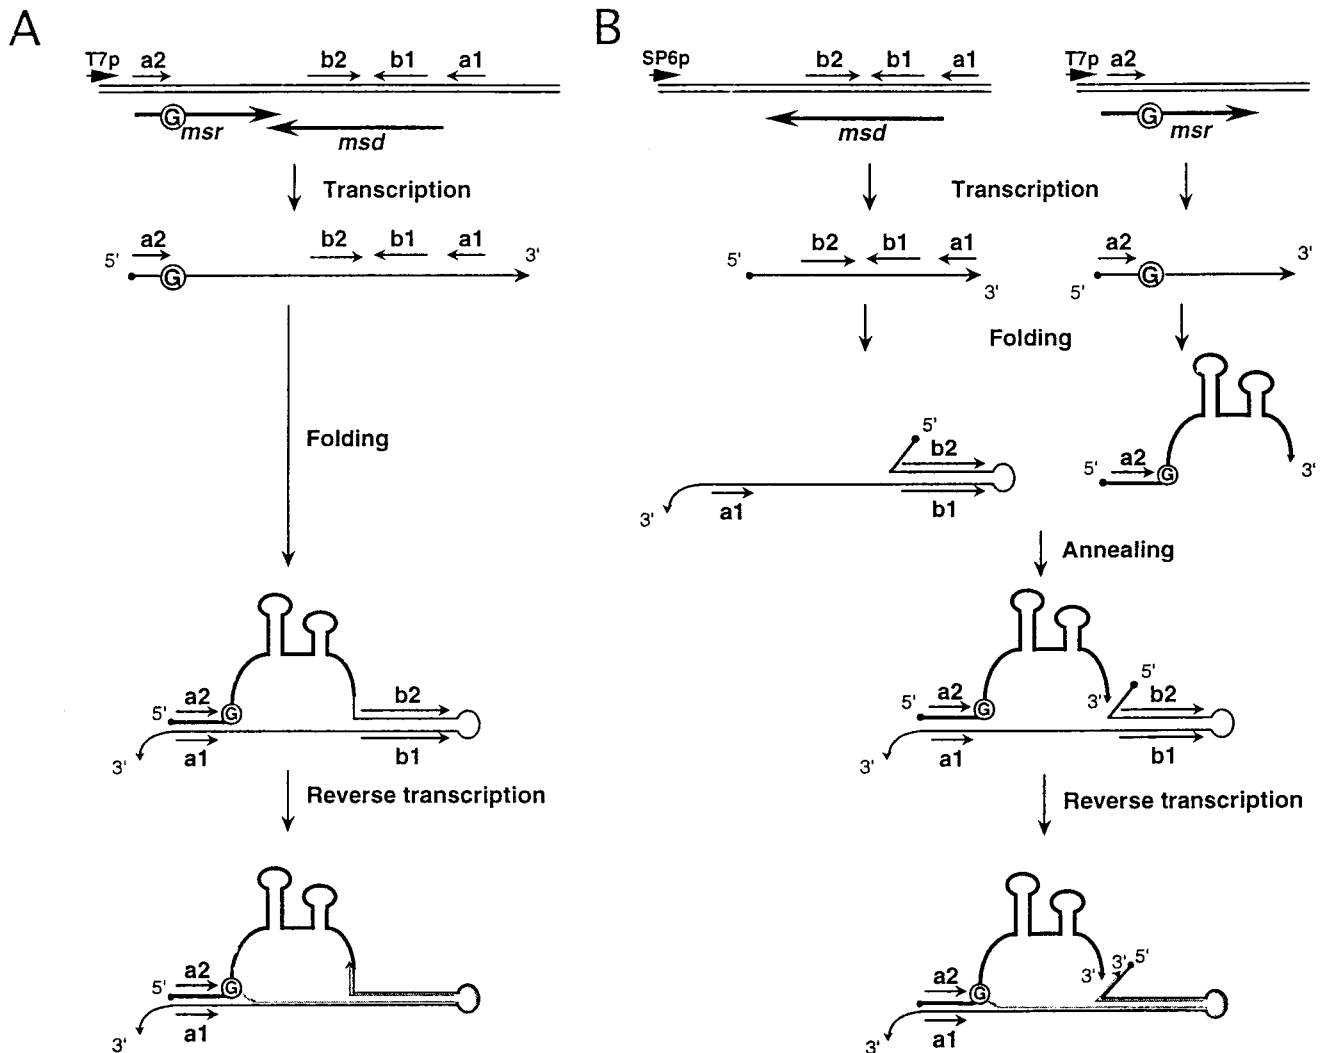 A
T7p a2 b2 b1 a1
G msr
msd
Transcription
5' a2 b2 b1 a1 3'
G
Folding
5' a2 G b2
3' a1 b1
Reverse transcription
5' a2 G
3' a1
B
SP6p b2 b1 a1 T7p a2
msd G msr
Transcription
5' b2 b1 a1 3' 5' a2 G 3'
Folding
5' b2
3' a1 b1
5' a2 G 3'
Annealing
5' a2 G 3' 5' b2
3' a1 b1
Reverse transcription
a2 G 3' 3' 5'
3' a1